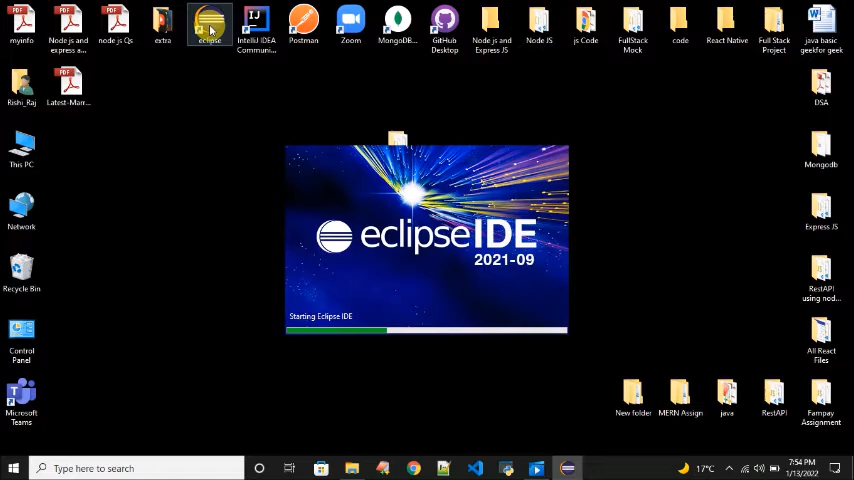 myinfo
Node js and
express a...
node js Qs
extra
eclipse
IntelliJ IDEA
Communi...
Postman
Zoom
MongoDB...
GitHub
Desktop
Node js and
Express JS
Node JS
js Code
FullStack
Mock
code
React Native
Full Stack
Project
java basic
geekfor geek
Rishi_Raj
Latest-Marr...
DSA
This PC
Mongodb
eclipse IDE
2021-09
Network
Express JS
Recycle Bin
RestAPI
using nod...
Starting Eclipse IDE
Control
Panel
All React
Files
Microsoft
Teams
New folder
MERN Assign
java
RestAPI
Fampay
Assignment
Type here to search
17°C
7:54 PM
1/13/2022